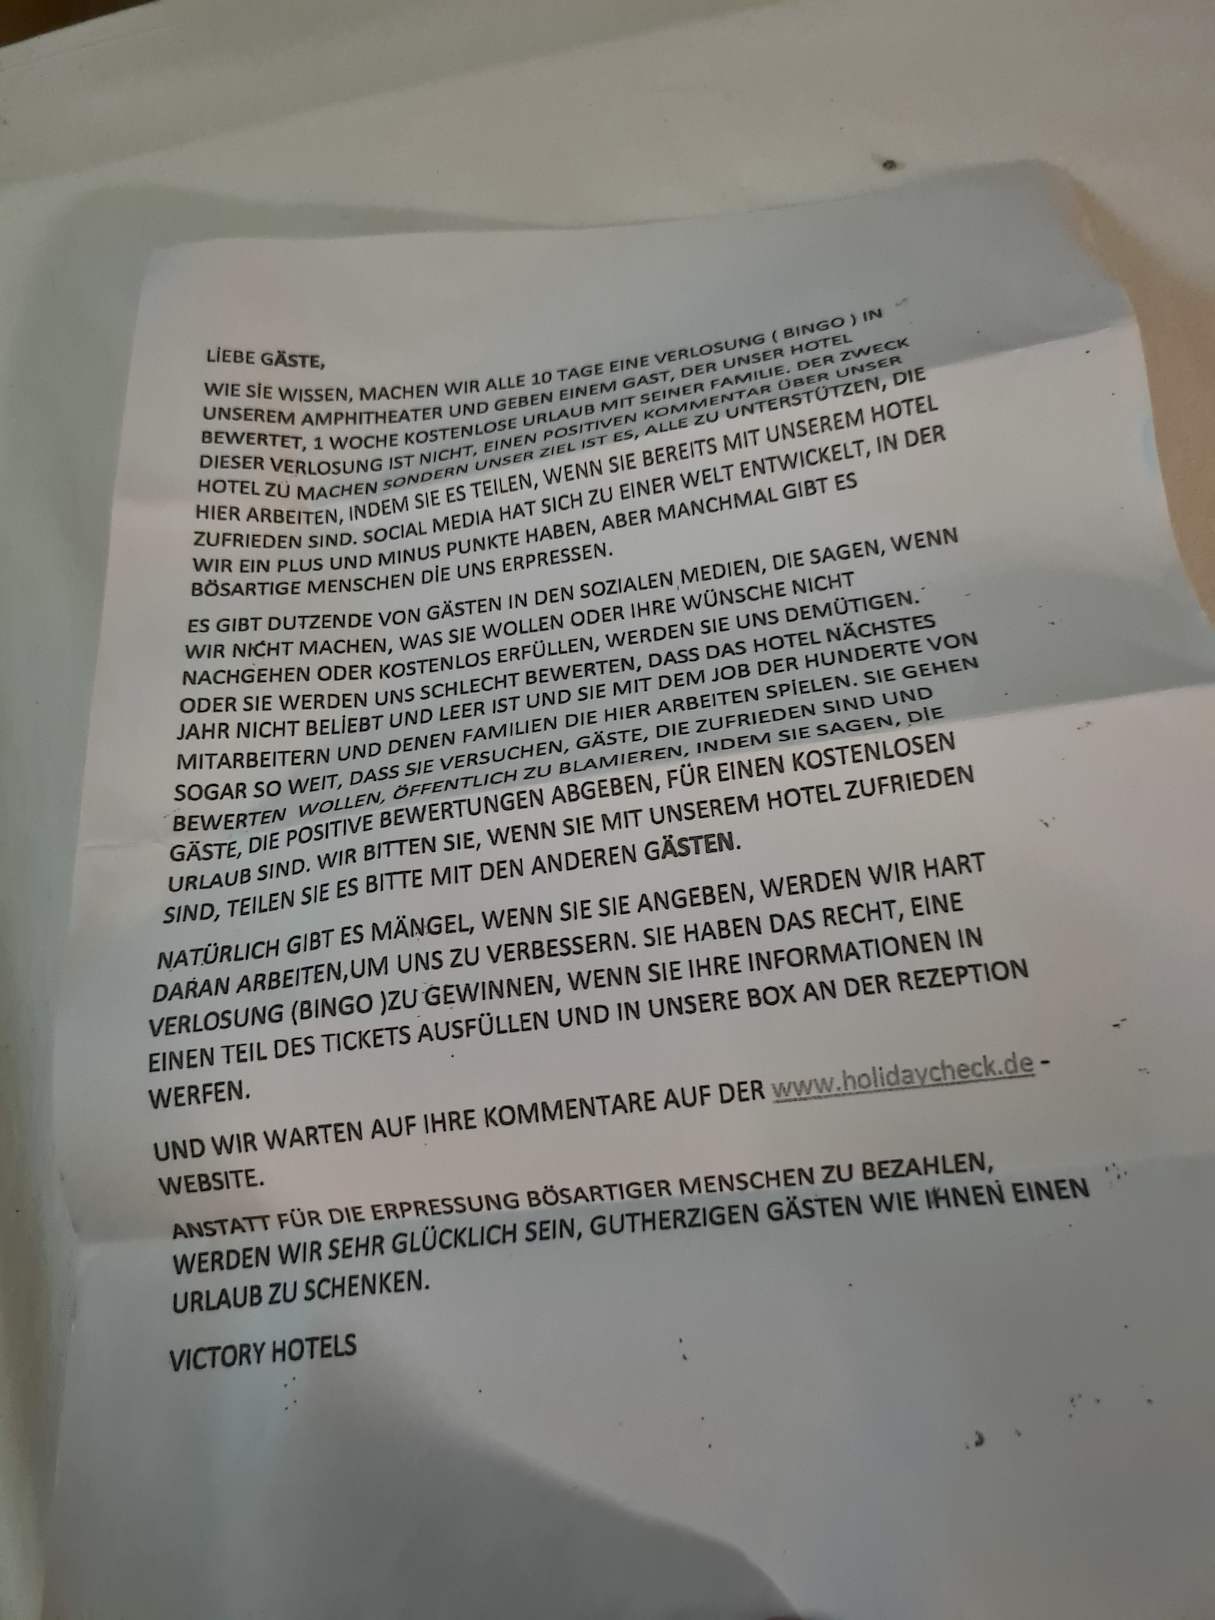 LİEBE GÄSTE,
WIE SİE WISSEN, MACHEN WIR ALLE 10 TAGE EINE VERLOSUNG ( BINGO ) IN
UNSEREM AMPHITHEATER UND GEBEN EINEM GAST, DER UNSER HOTEL
BEWERTET, 1 WOCHE KOSTENLOSE URLAUB MIT SEINER FAMILIE. DER ZWECK
DIESER VERLOSUNG IST NICHT, EINEN POSITIVEN KOMMENTAR ÜBER UNSER
HOTEL ZU MACHEN SONDERN UNSER ZIEL IST ES, ALLE ZU UNTERSTÜTZEN, DIE
HIER ARBEITEN, INDEM SIE ES TEILEN, WENN SIE BEREITS MIT UNSEREM HOTEL
ZUFRIEDEN SIND. SOCIAL MEDIA HAT SICH ZU EINER WELT ENTWICKELT, IN DER
WIR EIN PLUS UND MINUS PUNKTE HABEN, ABER MANCHMAL GIBT ES
BÖSARTIGE MENSCHEN DİE UNS ERPRESSEN.
ES GIBT DUTZENDE VON GÄSTEN IN DEN SOZIALEN MEDIEN, DIE SAGEN, WENN
WIR NICHT MACHEN, WAS SIE WOLLEN ODER IHRE WÜNSCHE NICHT
NACHGEHEN ODER KOSTENLOS ERFÜLLEN, WERDEN SIE UNS DEMÜTIGEN.
ODER SIE WERDEN UNS SCHLECHT BEWERTEN, DASS DAS HOTEL NÄCHSTES
JAHR NICHT BELİEBT UND LEER IST UND SIE MIT DEM JOB DER HUNDERTE VON
MITARBEITERN UND DENEN FAMILIEN DIE HIER ARBEITEN SPİELEN. SIE GEHEN
SOGAR SO WEIT, DASS SIE VERSUCHEN, GÄSTE, DIE ZUFRIEDEN SIND UND
BEWERTEN WOLLEN, ÖFFENTLICH ZU BLAMIEREN, INDEM SIE SAGEN, DİE
GÄSTE, DIE POSITIVE BEWERTUNGEN ABGEBEN, FÜR EINEN KOSTENLOSEN
URLAUB SIND. WIR BITTEN SIE, WENN SIE MIT UNSEREM HOTEL ZUFRIEDEN
SIND, TEILEN SIE ES BITTE MIT DEN ANDEREN GÄSTEN.
NATÜRLICH GIBT ES MÄNGEL, WENN SIE SIE ANGEBEN, WERDEN WIR HART
DARAN ARBEITEN,UM UNS ZU VERBESSERN. SIE HABEN DAS RECHT, EINE
VERLOSUNG (BINGO )ZU GEWINNEN, WENN SIE IHRE INFORMATIONEN IN
EINEN TEIL DES TICKETS AUSFÜLLEN UND IN UNSERE BOX AN DER REZEPTION
WERFEN.
UND WIR WARTEN AUF IHRE KOMMENTARE AUF DER www.holidaycheck.de -
WEBSITE.
ANSTATT FÜR DIE ERPRESSUNG BÖSARTIGER MENSCHEN ZU BEZAHLEN,
WERDEN WIR SEHR GLÜCKLICH SEIN, GUTHERZIGEN GÄSTEN WIE IHNEN EINEN
URLAUB ZU SCHENKEN.
VICTORY HOTELS